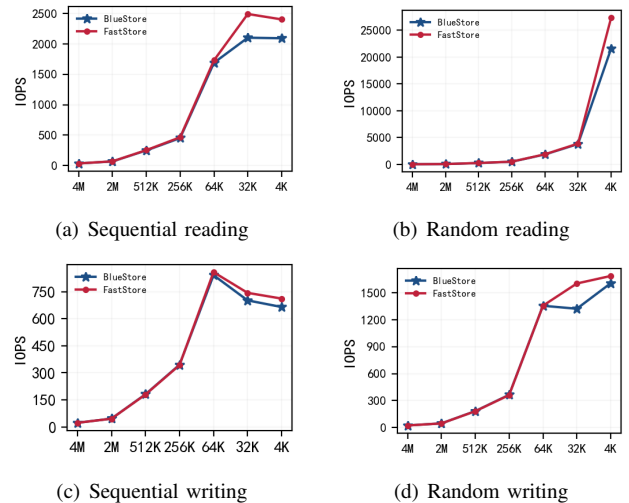 BlueStore
FastStore
IOPS
2500
2000
1500
1000
500
0
4M 2M 512K 256K 64K 32K 4K
(a) Sequential reading
BlueStore
FastStore
IOPS
25000
20000
15000
10000
5000
0
4M 2M 512K 256K 64K 32K 4K
(b) Random reading
BlueStore
FastStore
IOPS
750
600
450
300
150
0
4M 2M 512K 256K 64K 32K 4K
(c) Sequential writing
BlueStore
FastStore
IOPS
1500
1200
900
600
300
0
4M 2M 512K 256K 64K 32K 4K
(d) Random writing